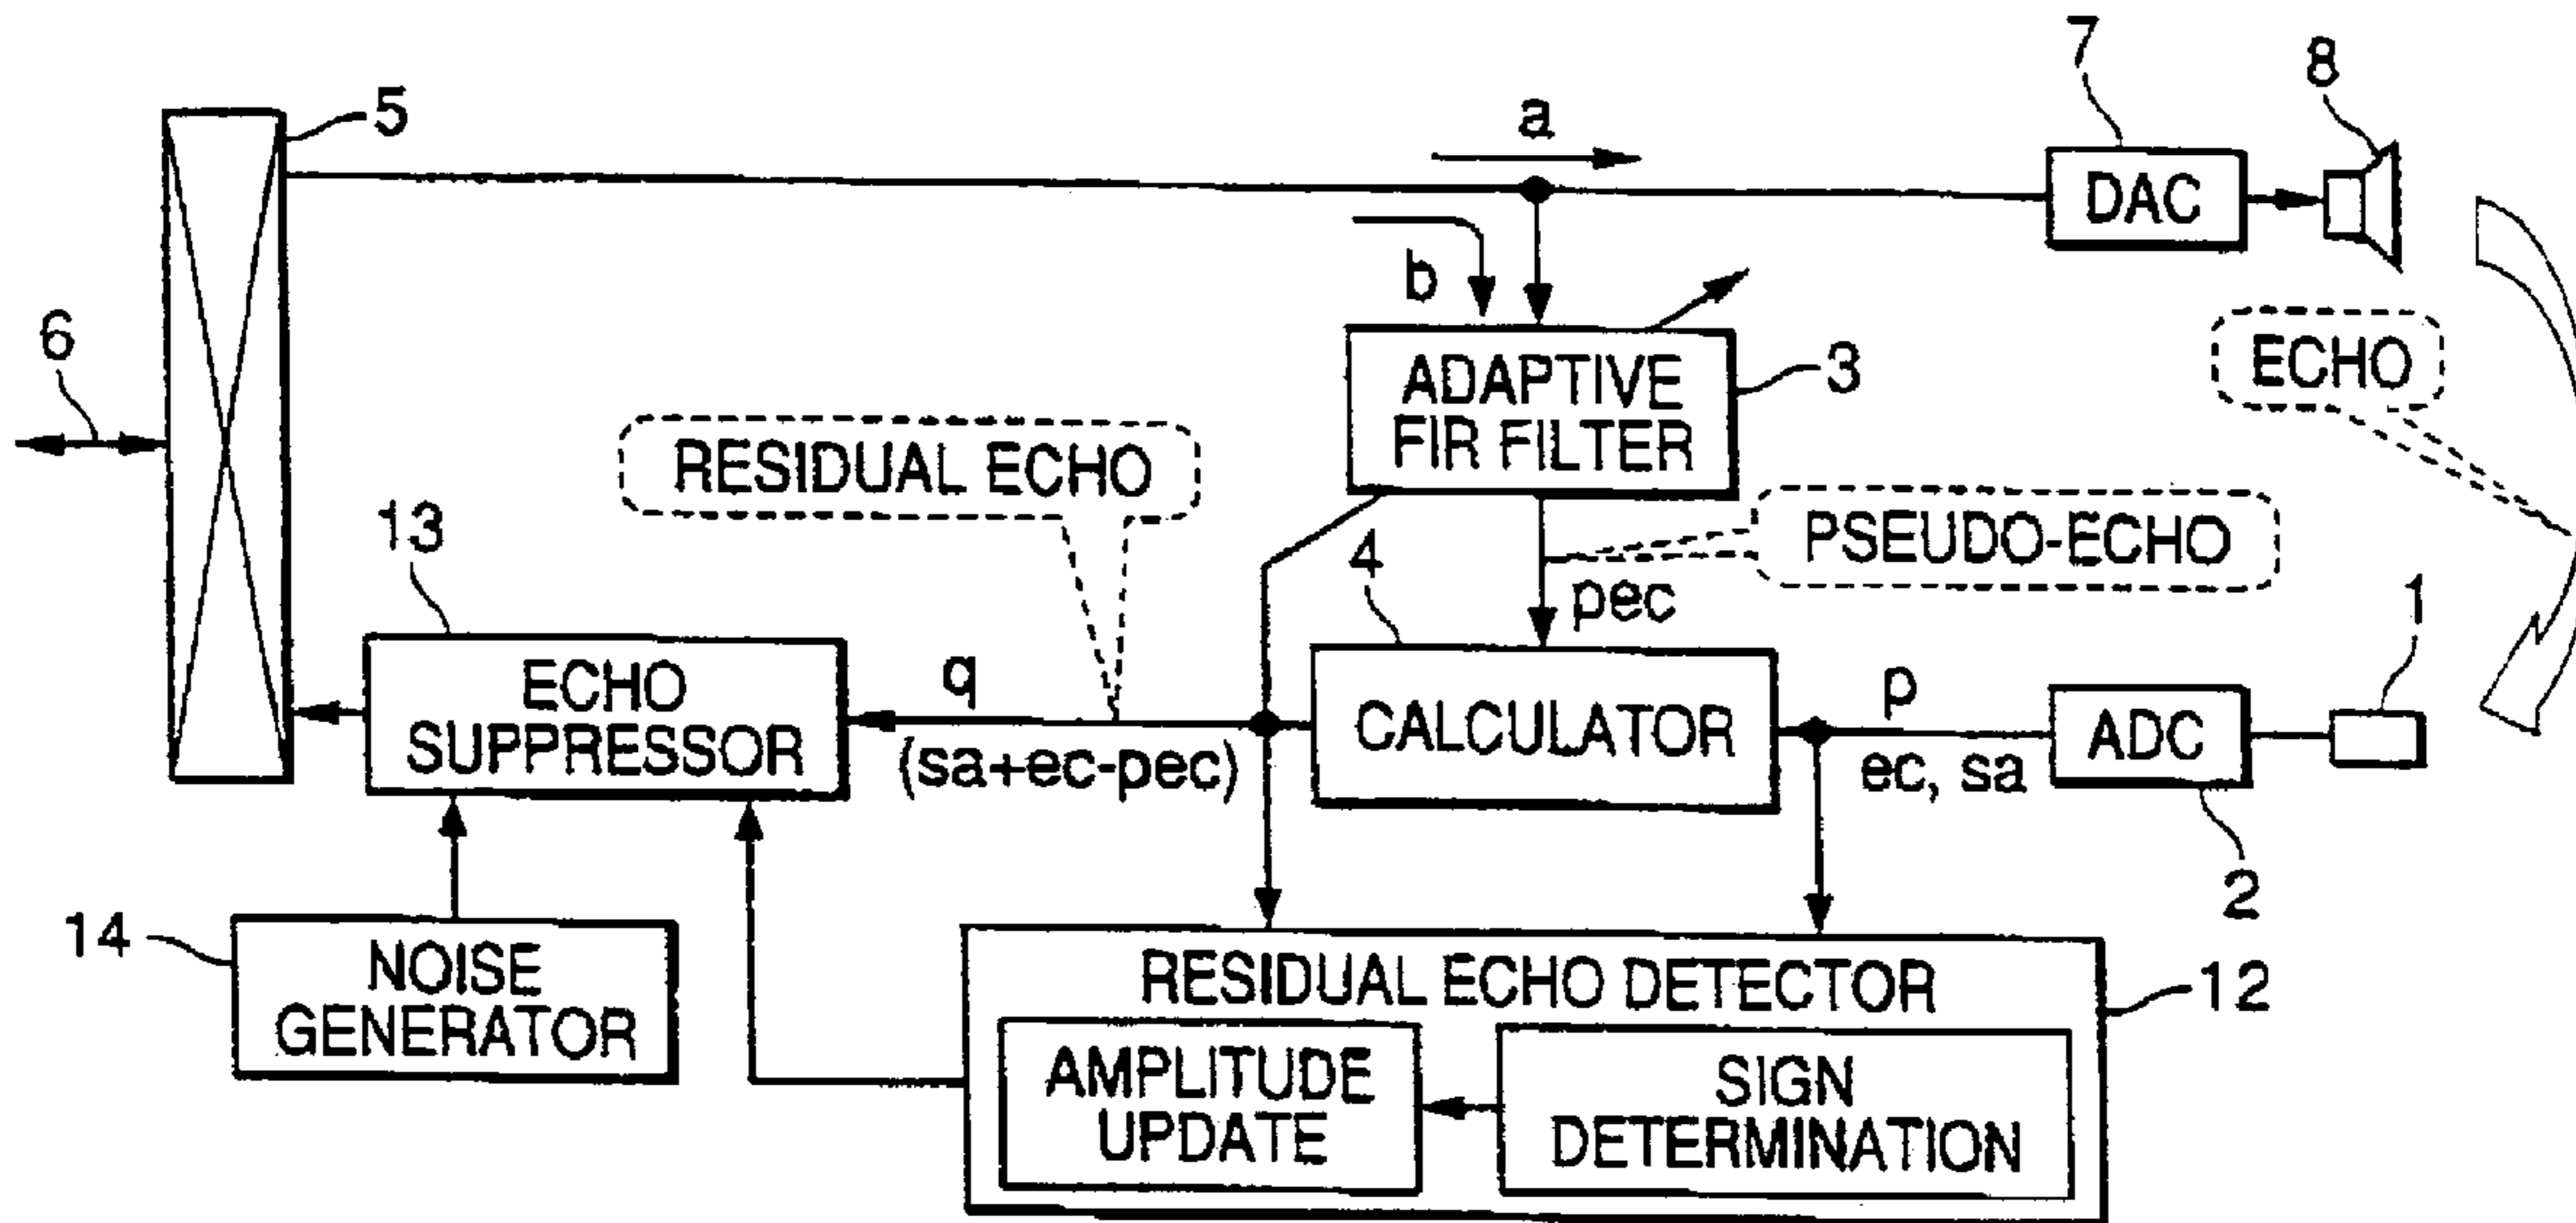 7
8
5
a
DAC
b
6
ADAPTIVE
FIR FILTER
3
ECHO
RESIDUAL ECHO
13
4
PSEUDO-ECHO
pec
1
ECHO
SUPPRESSOR
q
(sa+ec-pec)
CALCULATOR
p
ec, sa
ADC
2
14
NOISE
GENERATOR
RESIDUAL ECHO DETECTOR
12
AMPLITUDE
UPDATE
SIGN
DETERMINATION